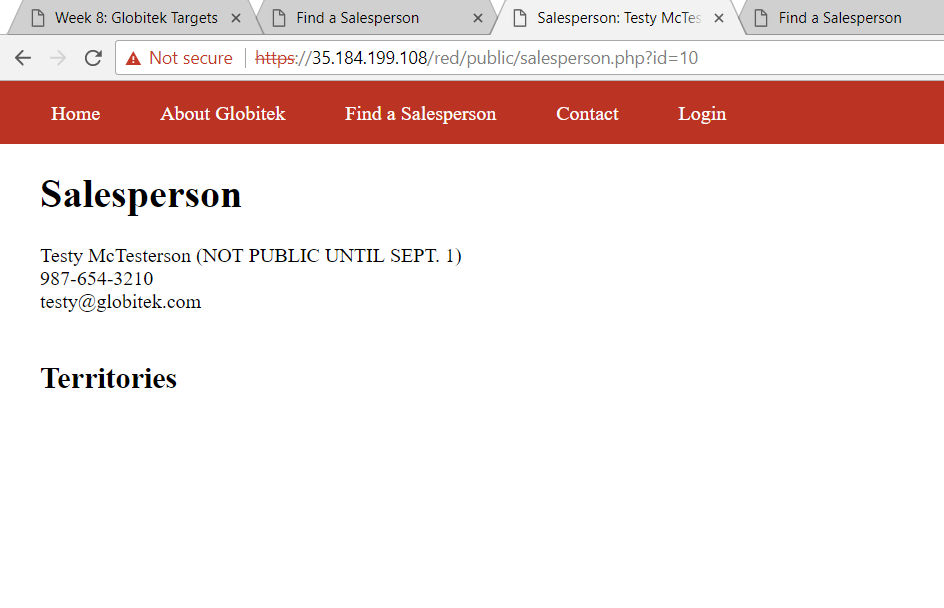 Week 8: Globitek Targets
Find a Salesperson
Salesperson: Testy McTes
Find a Salesperson
Not secure https://35.184.199.108/red/public/salesperson.php?id=10
Home About Globitek Find a Salesperson Contact Login
Salesperson
Testy McTesterson (NOT PUBLIC UNTIL SEPT. 1)
987-654-3210
testy@globitek.com
Territories